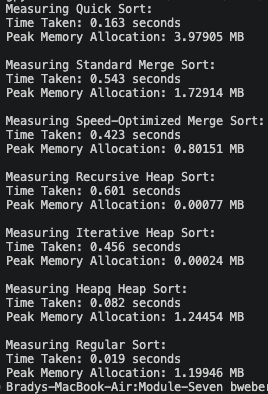 Measuring Quick Sort:
Time Taken: 0.163 seconds
Peak Memory Allocation: 3.97905 MB
Measuring Standard Merge Sort:
Time Taken: 0.543 seconds
Peak Memory Allocation: 1.72914 MB
Measuring Speed-Optimized Merge Sort:
Time Taken: 0.423 seconds
Peak Memory Allocation: 0.80151 MB
Measuring Recursive Heap Sort:
Time Taken: 0.601 seconds
Peak Memory Allocation: 0.00077 MB
Measuring Iterative Heap Sort:
Time Taken: 0.456 seconds
Peak Memory Allocation: 0.00024 MB
Measuring Heapq Heap Sort:
Time Taken: 0.082 seconds
Peak Memory Allocation: 1.24454 MB
Measuring Regular Sort:
Time Taken: 0.019 seconds
Peak Memory Allocation: 1.19946 MB
Bradys-MacBook-Air:Module-Seven bweber